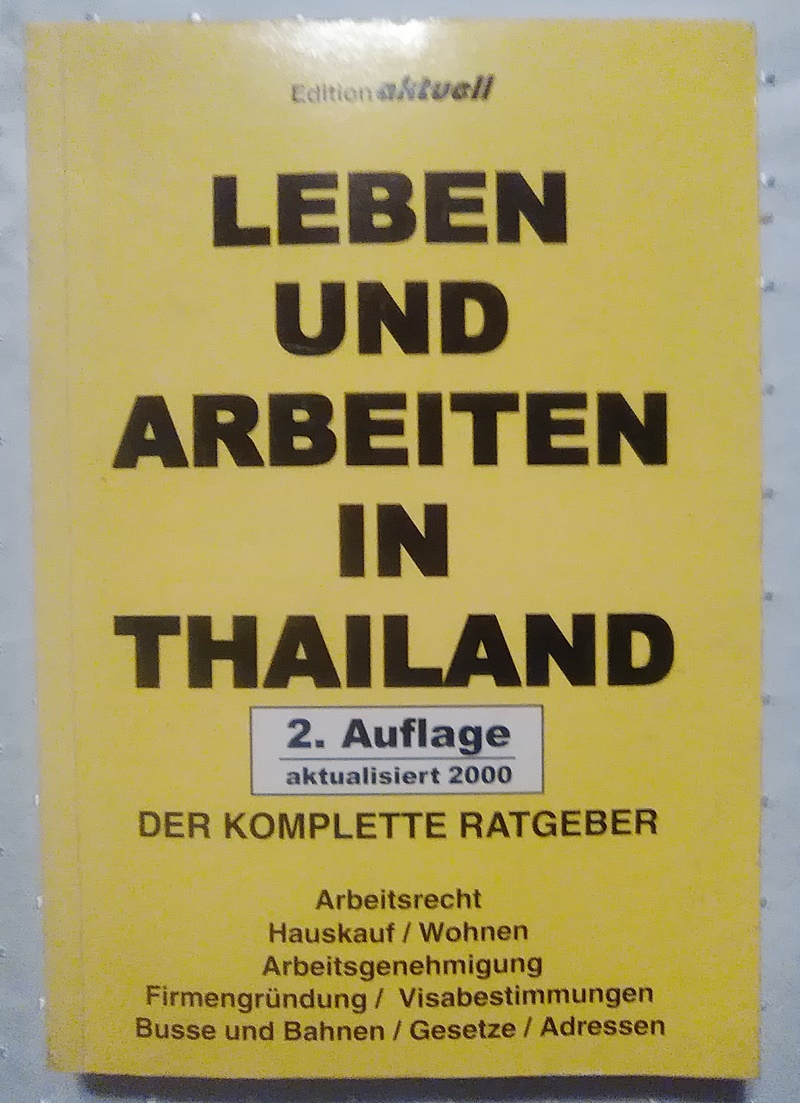 Edition aktuell
LEBEN
UND
ARBEITEN
IN
THAILAND
2. Auflage
aktualisiert 2000
DER KOMPLETTE RATGEBER
Arbeitsrecht
Hauskauf / Wohnen
Arbeitsgenehmigung
Firmengründung / Visabestimmungen
Busse und Bahnen / Gesetze / Adressen